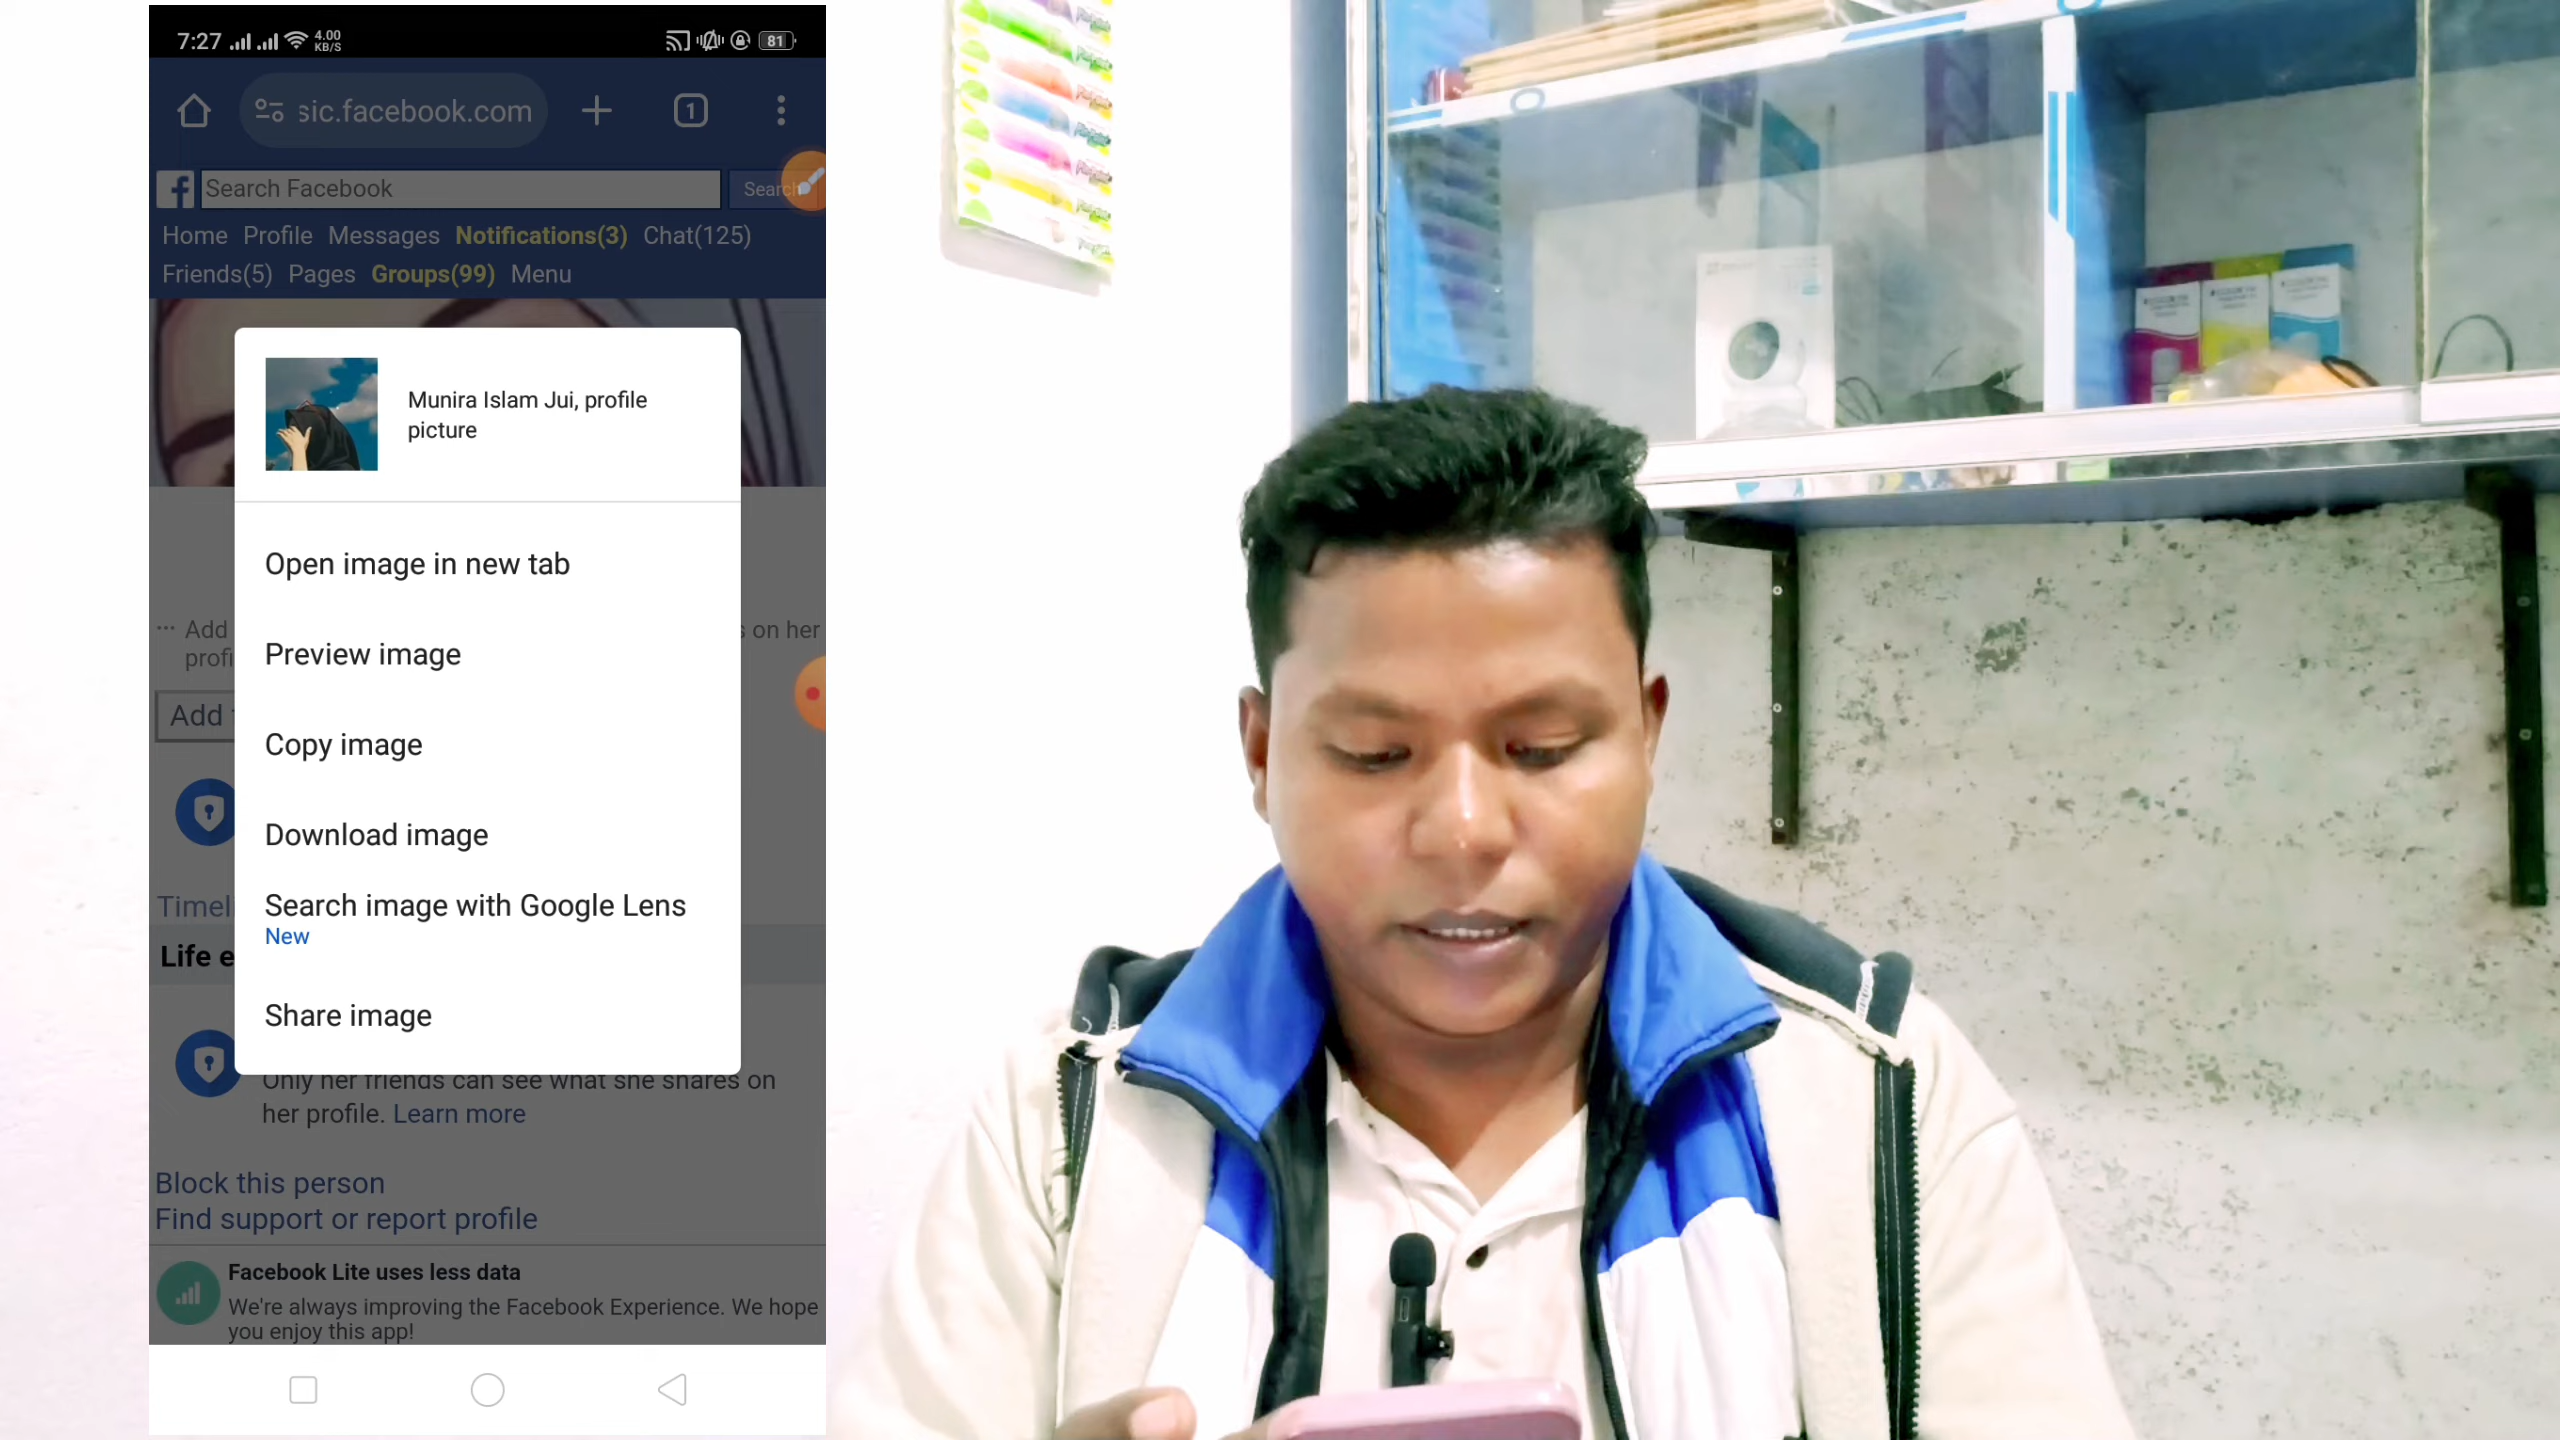 7:27 4.00 KB/S 81
sic.facebook.com 1
Search Facebook Search
Home Profile Messages Notifications(3) Chat(125)
Friends(5) Pages Groups(99) Menu
Munira Islam Jui, profile
picture
Open image in new tab
Preview image
Add s on her
profi
Add
Copy image
Download image
Timel
Search image with Google Lens
New
Life e
Share image
Only her friends can see what she shares on
her profile. Learn more
Block this person
Find support or report profile
Facebook Lite uses less data
We're always improving the Facebook Experience. We hope
you enjoy this app!